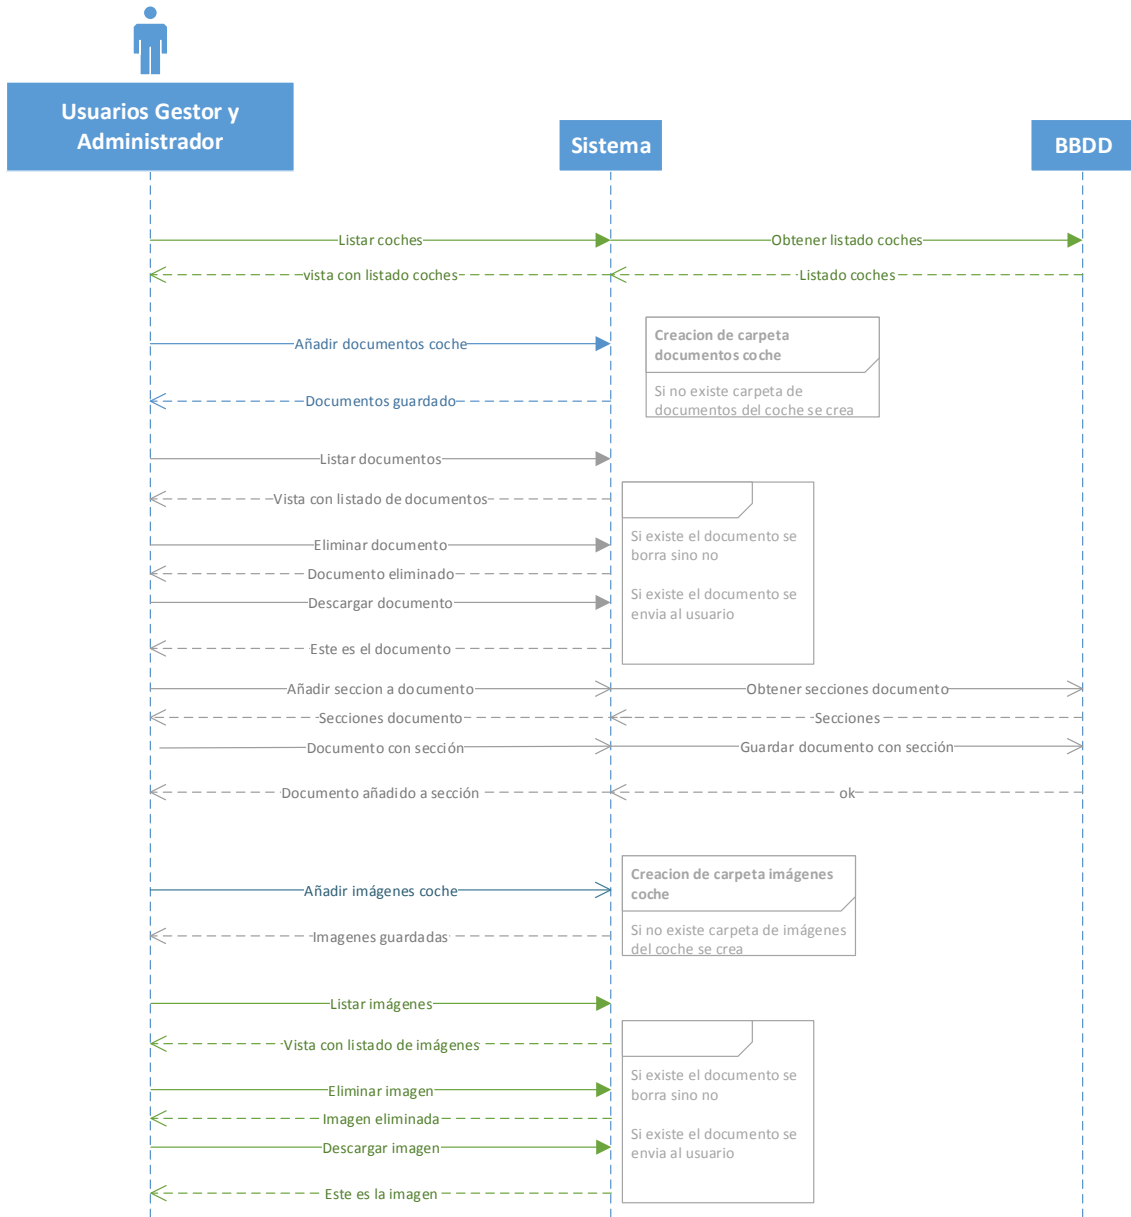 Usuarios Gestor y
Administrador
Sistema
BBDD
Listar coches
Obtener listado coches
vista con listado coches
Listado coches
Añadir documentos coche
Creacion de carpeta
documentos coche
Si no existe carpeta de
documentos del coche se crea
Documentos guardado
Listar documentos
Vista con listado de documentos
Si existe el documento se
borra sino no
Si existe el documento se
envia al usuario
Eliminar documento
Documento eliminado
Descargar documento
Este es el documento
Añadir seccion a documento
Obtener secciones documento
Secciones documento
Secciones
Documento con sección
Guardar documento con sección
Documento añadido a sección
ok
Añadir imágenes coche
Creacion de carpeta imágenes
coche
Si no existe carpeta de imágenes
del coche se crea
Imagenes guardadas
Listar imágenes
Vista con listado de imágenes
Si existe el documento se
borra sino no
Si existe el documento se
envia al usuario
Eliminar imagen
Imagen eliminada
Descargar imagen
Este es la imagen